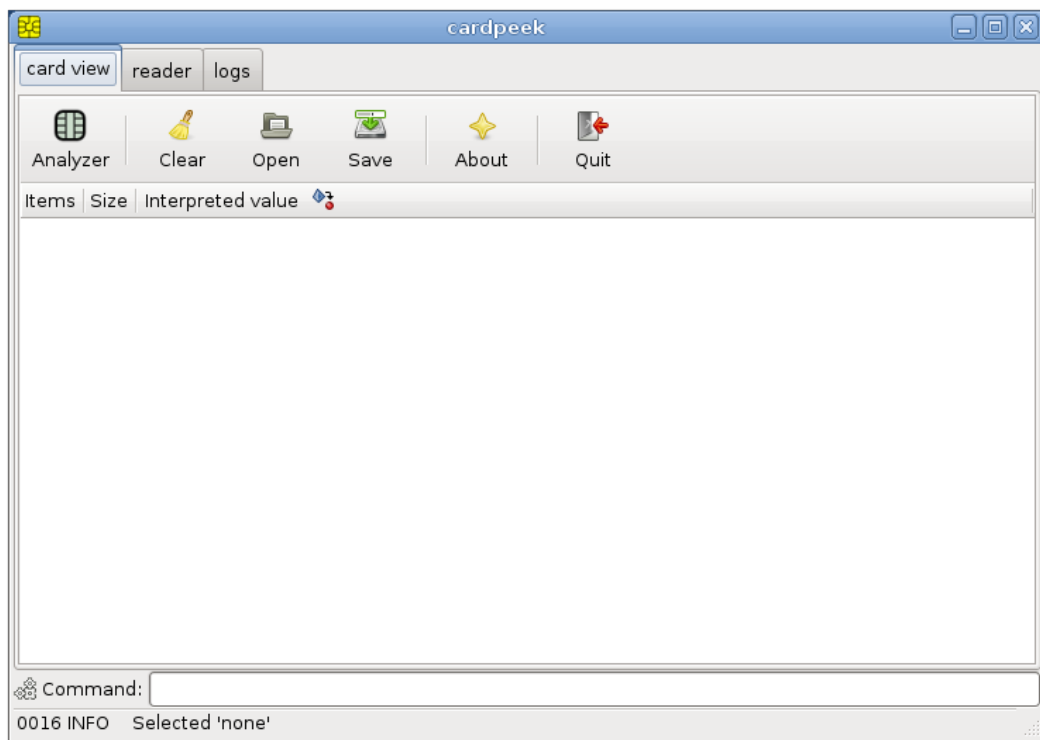 cardpeek
card view reader logs
Analyzer Clear Open Save About Quit
Items Size Interpreted value
Command:
0016 INFO Selected 'none'